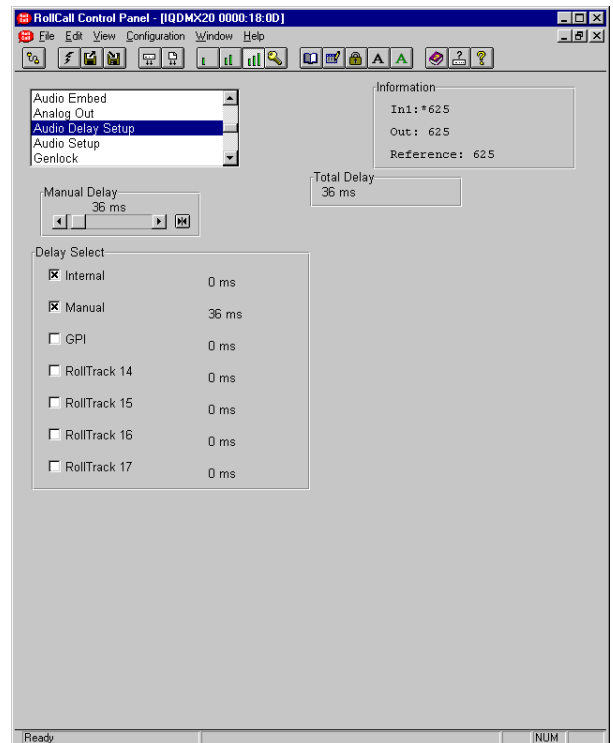 RollCall Control Panel - [IQDMX20 0000:18:0D]
File Edit View Configuration Window Help
A A ? ?
Audio Embed
Analog Out
Audio Delay Setup
Audio Setup
Genlock
Information
In1:*625
Out: 625
Reference: 625
Manual Delay
36 ms
Total Delay
36 ms
Delay Select
Internal 0 ms
Manual 36 ms
GPI 0 ms
RollTrack 14 0 ms
RollTrack 15 0 ms
RollTrack 16 0 ms
RollTrack 17 0 ms
Ready NUM